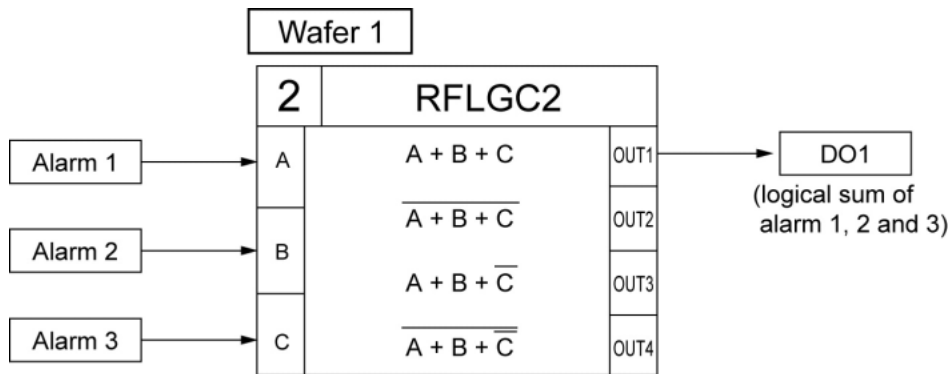 Wafer 1
2 RFLGC2
Alarm 1 A A + B + C OUT1 DO1
(logical sum of
alarm 1, 2 and 3)
A̅ ̅+̅ ̅B̅ ̅+̅ ̅C̅ OUT2
Alarm 2 B
A + B + C̅ OUT3
Alarm 3 C A̅ ̅+̅ ̅B̅ ̅+̅ ̅C̿ OUT4